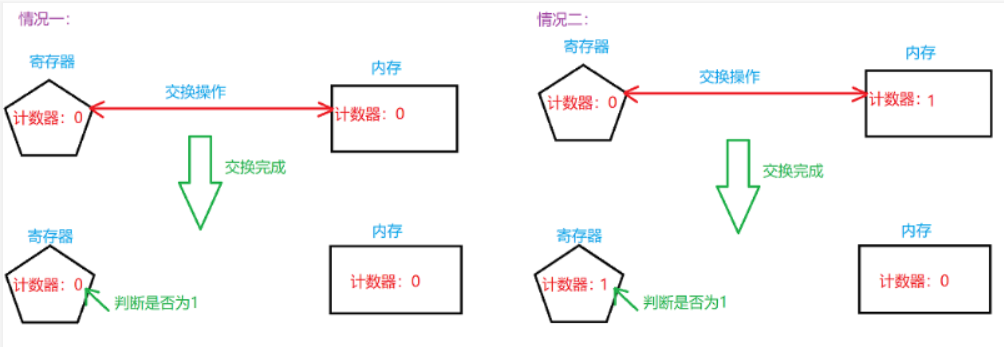 情况一：
寄存器
内存
交换操作
计数器：0
计数器：0
交换完成
寄存器
内存
计数器：0
计数器：0
判断是否为1
情况二：
寄存器
内存
交换操作
计数器：0
计数器：1
交换完成
寄存器
内存
计数器：1
计数器：0
判断是否为1